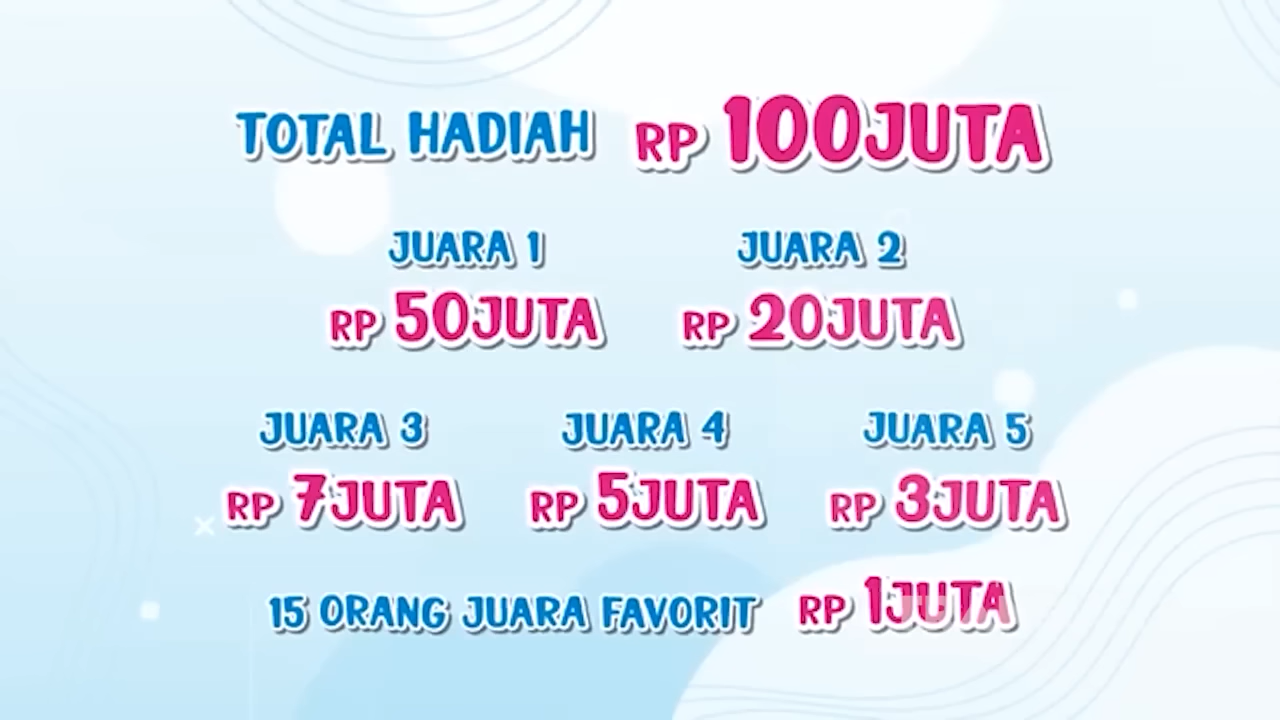 TOTAL HADIAH RP 100JUTA
JUARA 1 JUARA 2
RP 50JUTA RP 20JUTA
JUARA 3 JUARA 4 JUARA 5
RP 7JUTA RP 5JUTA RP 3JUTA
15 ORANG JUARA FAVORIT RP 1JUTA